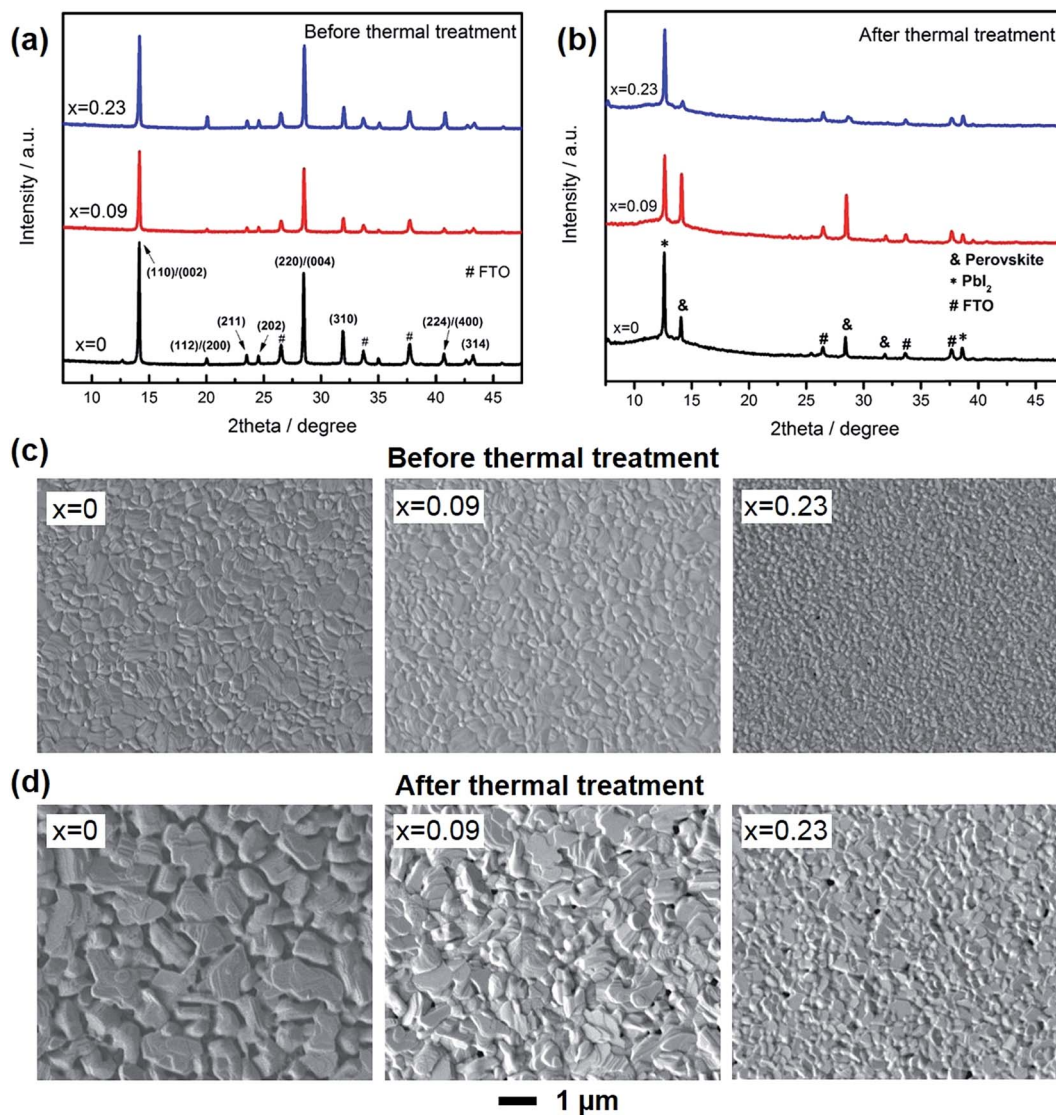 (a)
Before thermal treatment
x=0.23
x=0.09
x=0
(110)/(002)
(112)/(200)
(211)
(202)
#
(220)/(004)
(310)
#
#
(224)/(400)
(314)
# FTO
Intensity / a.u.
10 15 20 25 30 35 40 45
2theta / degree
(b)
After thermal treatment
x=0.23
x=0.09
x=0
& Perovskite
* PbI₂
# FTO
*
&
#
&
&
#
#
*
Intensity / a.u.
10 15 20 25 30 35 40 45
2theta / degree
(c)
Before thermal treatment
x=0
x=0.09
x=0.23
(d)
After thermal treatment
x=0
x=0.09
x=0.23
1 μm